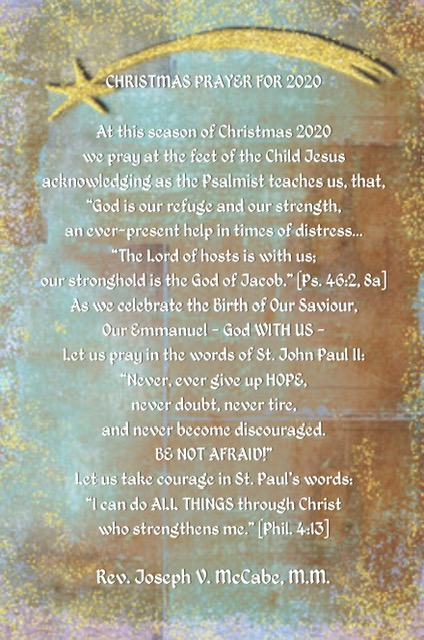 CHRISTMAS PRAYER FOR 2020
At this season of Christmas 2020
we pray at the feet of the Child Jesus
acknowledging as the Psalmist teaches us, that,
“God is our refuge and our strength,
an ever-present help in times of distress...
“The Lord of hosts is with us;
our stronghold is the God of Jacob.” [Ps. 46:2, 8a]
As we celebrate the Birth of Our Saviour,
Our Emmanuel - God WITH US -
Let us pray in the words of St. John Paul II:
“Never, ever give up HOPE,
never doubt, never tire,
and never become discouraged.
BE NOT AFRAID!”
Let us take courage in St. Paul’s words:
“I can do ALL THINGS through Christ
who strengthens me.” [Phil. 4:13]
Rev. Joseph V. McCabe, M.M.